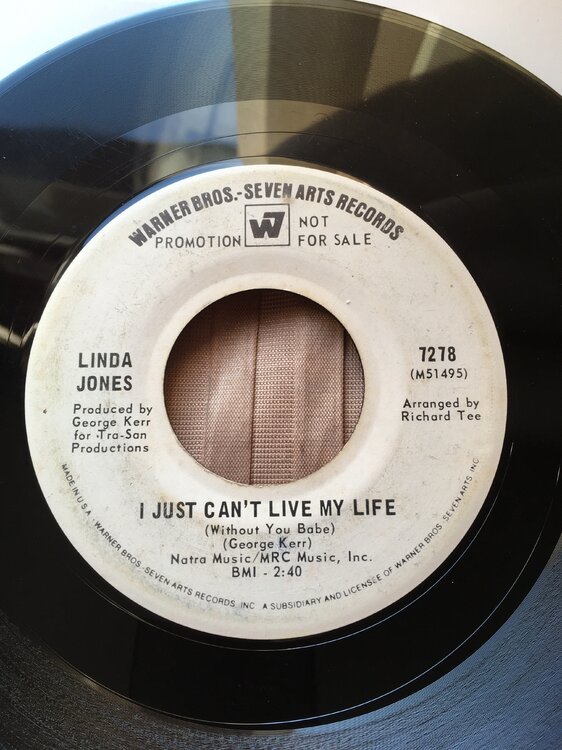 WARNER BROS.-SEVEN ARTS RECORDS
PROMOTION W7 NOT FOR SALE
LINDA JONES
Produced by
George Kerr
for Tra-San
Productions
7278
(M51495)
Arranged by
Richard Tee
I JUST CAN'T LIVE MY LIFE
(Without You Babe)
(George Kerr)
Natra Music/MRC Music, Inc.
BMI - 2:40
MADE IN U.S.A. · WARNER BROS.-SEVEN ARTS RECORDS, INC. A SUBSIDIARY AND LICENSEE OF WARNER BROS.-SEVEN ARTS, INC.